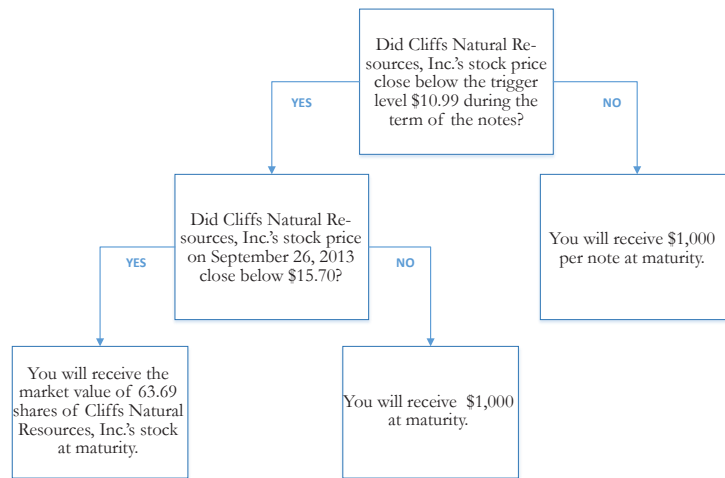 Did Cliffs Natural Re-
sources, Inc.'s stock price
close below the trigger
level $10.99 during the
term of the notes?
YES
NO
Did Cliffs Natural Re-
sources, Inc.'s stock price
on September 26, 2013
close below $15.70?
You will receive $1,000
per note at maturity.
YES
NO
You will receive the
market value of 63.69
shares of Cliffs Natural
Resources, Inc.'s stock
at maturity.
You will receive $1,000
at maturity.